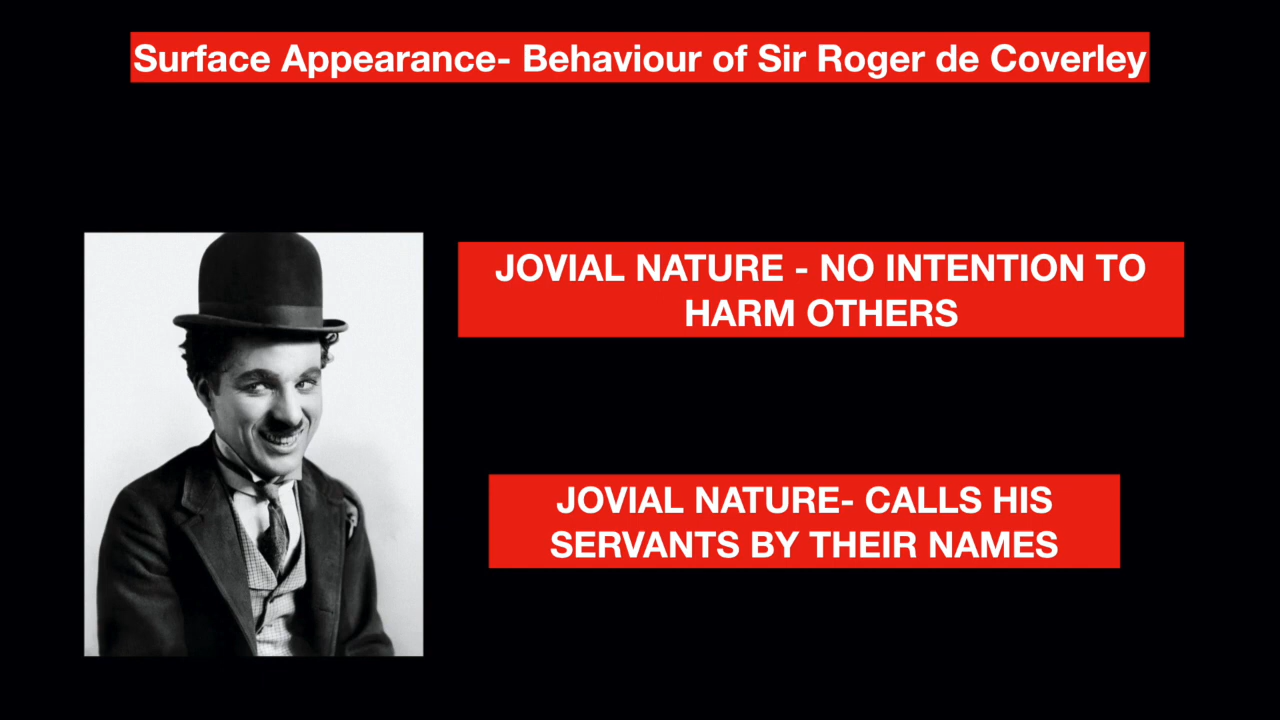 Surface Appearance- Behaviour of Sir Roger de Coverley
JOVIAL NATURE - NO INTENTION TO
HARM OTHERS
JOVIAL NATURE- CALLS HIS
SERVANTS BY THEIR NAMES